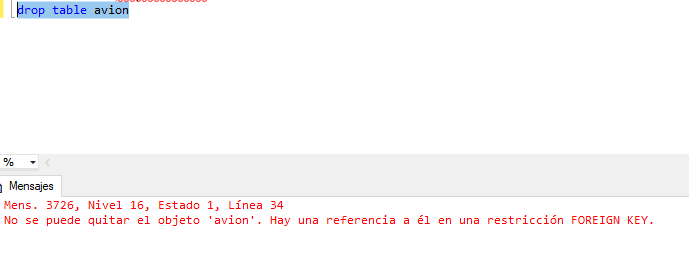 drop table avion
%
Mensajes
Mens. 3726, Nivel 16, Estado 1, Línea 34
No se puede quitar el objeto 'avion'. Hay una referencia a él en una restricción FOREIGN KEY.